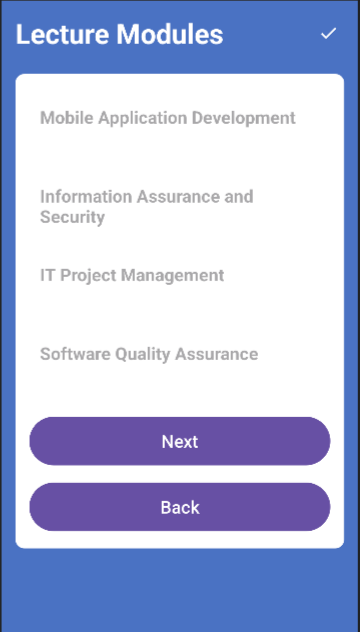 Lecture Modules
Mobile Application Development
Information Assurance and
Security
IT Project Management
Software Quality Assurance
Next
Back